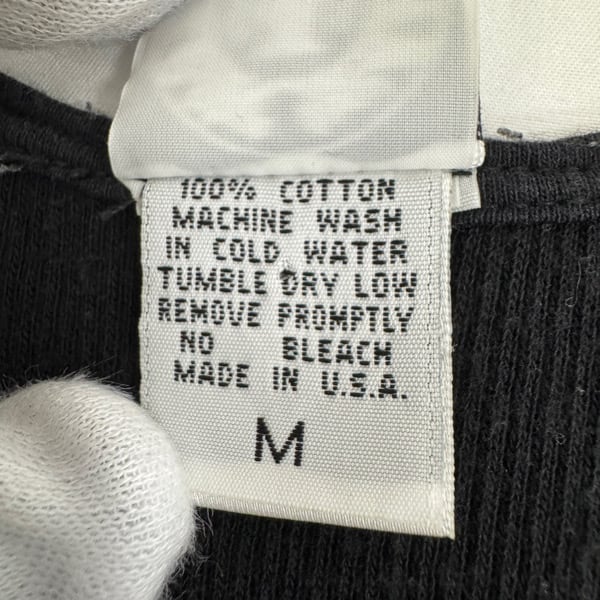 100% COTTON
MACHINE WASH
IN COLD WATER
TUMBLE DRY LOW
REMOVE PROMPTLY
NO BLEACH
MADE IN U.S.A.
M